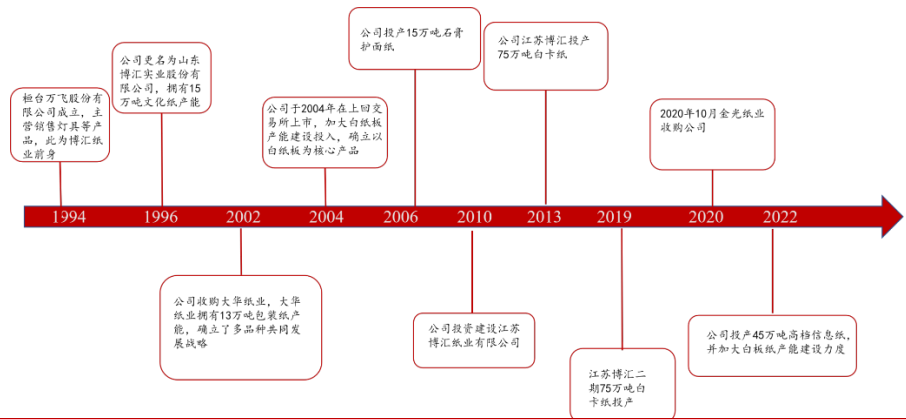 公司投产15万吨石膏
护面纸
公司江苏博汇投产
75万吨白卡纸
公司更名为山东
博汇实业股份有
限公司，拥有15
万吨文化纸产能
桓台万飞股份有
限公司成立，主
营销售灯具等产
品，此为博汇纸
业前身
公司于2004年在上回交
易所上市，加大白纸板
产能建设投入，确立以
白纸板为核心产品
2020年10月金光纸业
收购公司
1994
1996
2002
2004
2006
2010
2013
2019
2020
2022
公司收购大华纸业，大华
纸业拥有13万吨包装纸产
能，确立了多品种共同发
展战略
公司投资建设江苏
博汇纸业有限公司
江苏博汇二
期75万吨白
卡纸投产
公司投产45万吨高档信息纸，
并加大白板纸产能建设力度